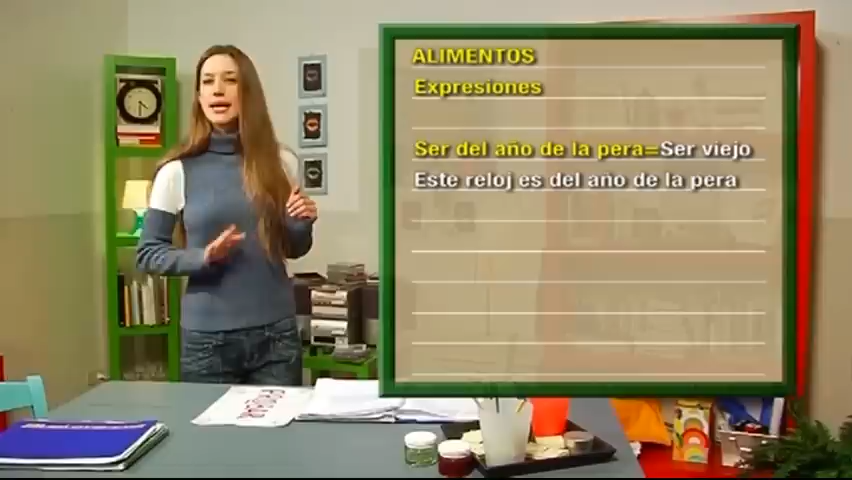 ALIMENTOS
Expresiones
Ser del año de la pera=Ser viejo
Este reloj es del año de la pera